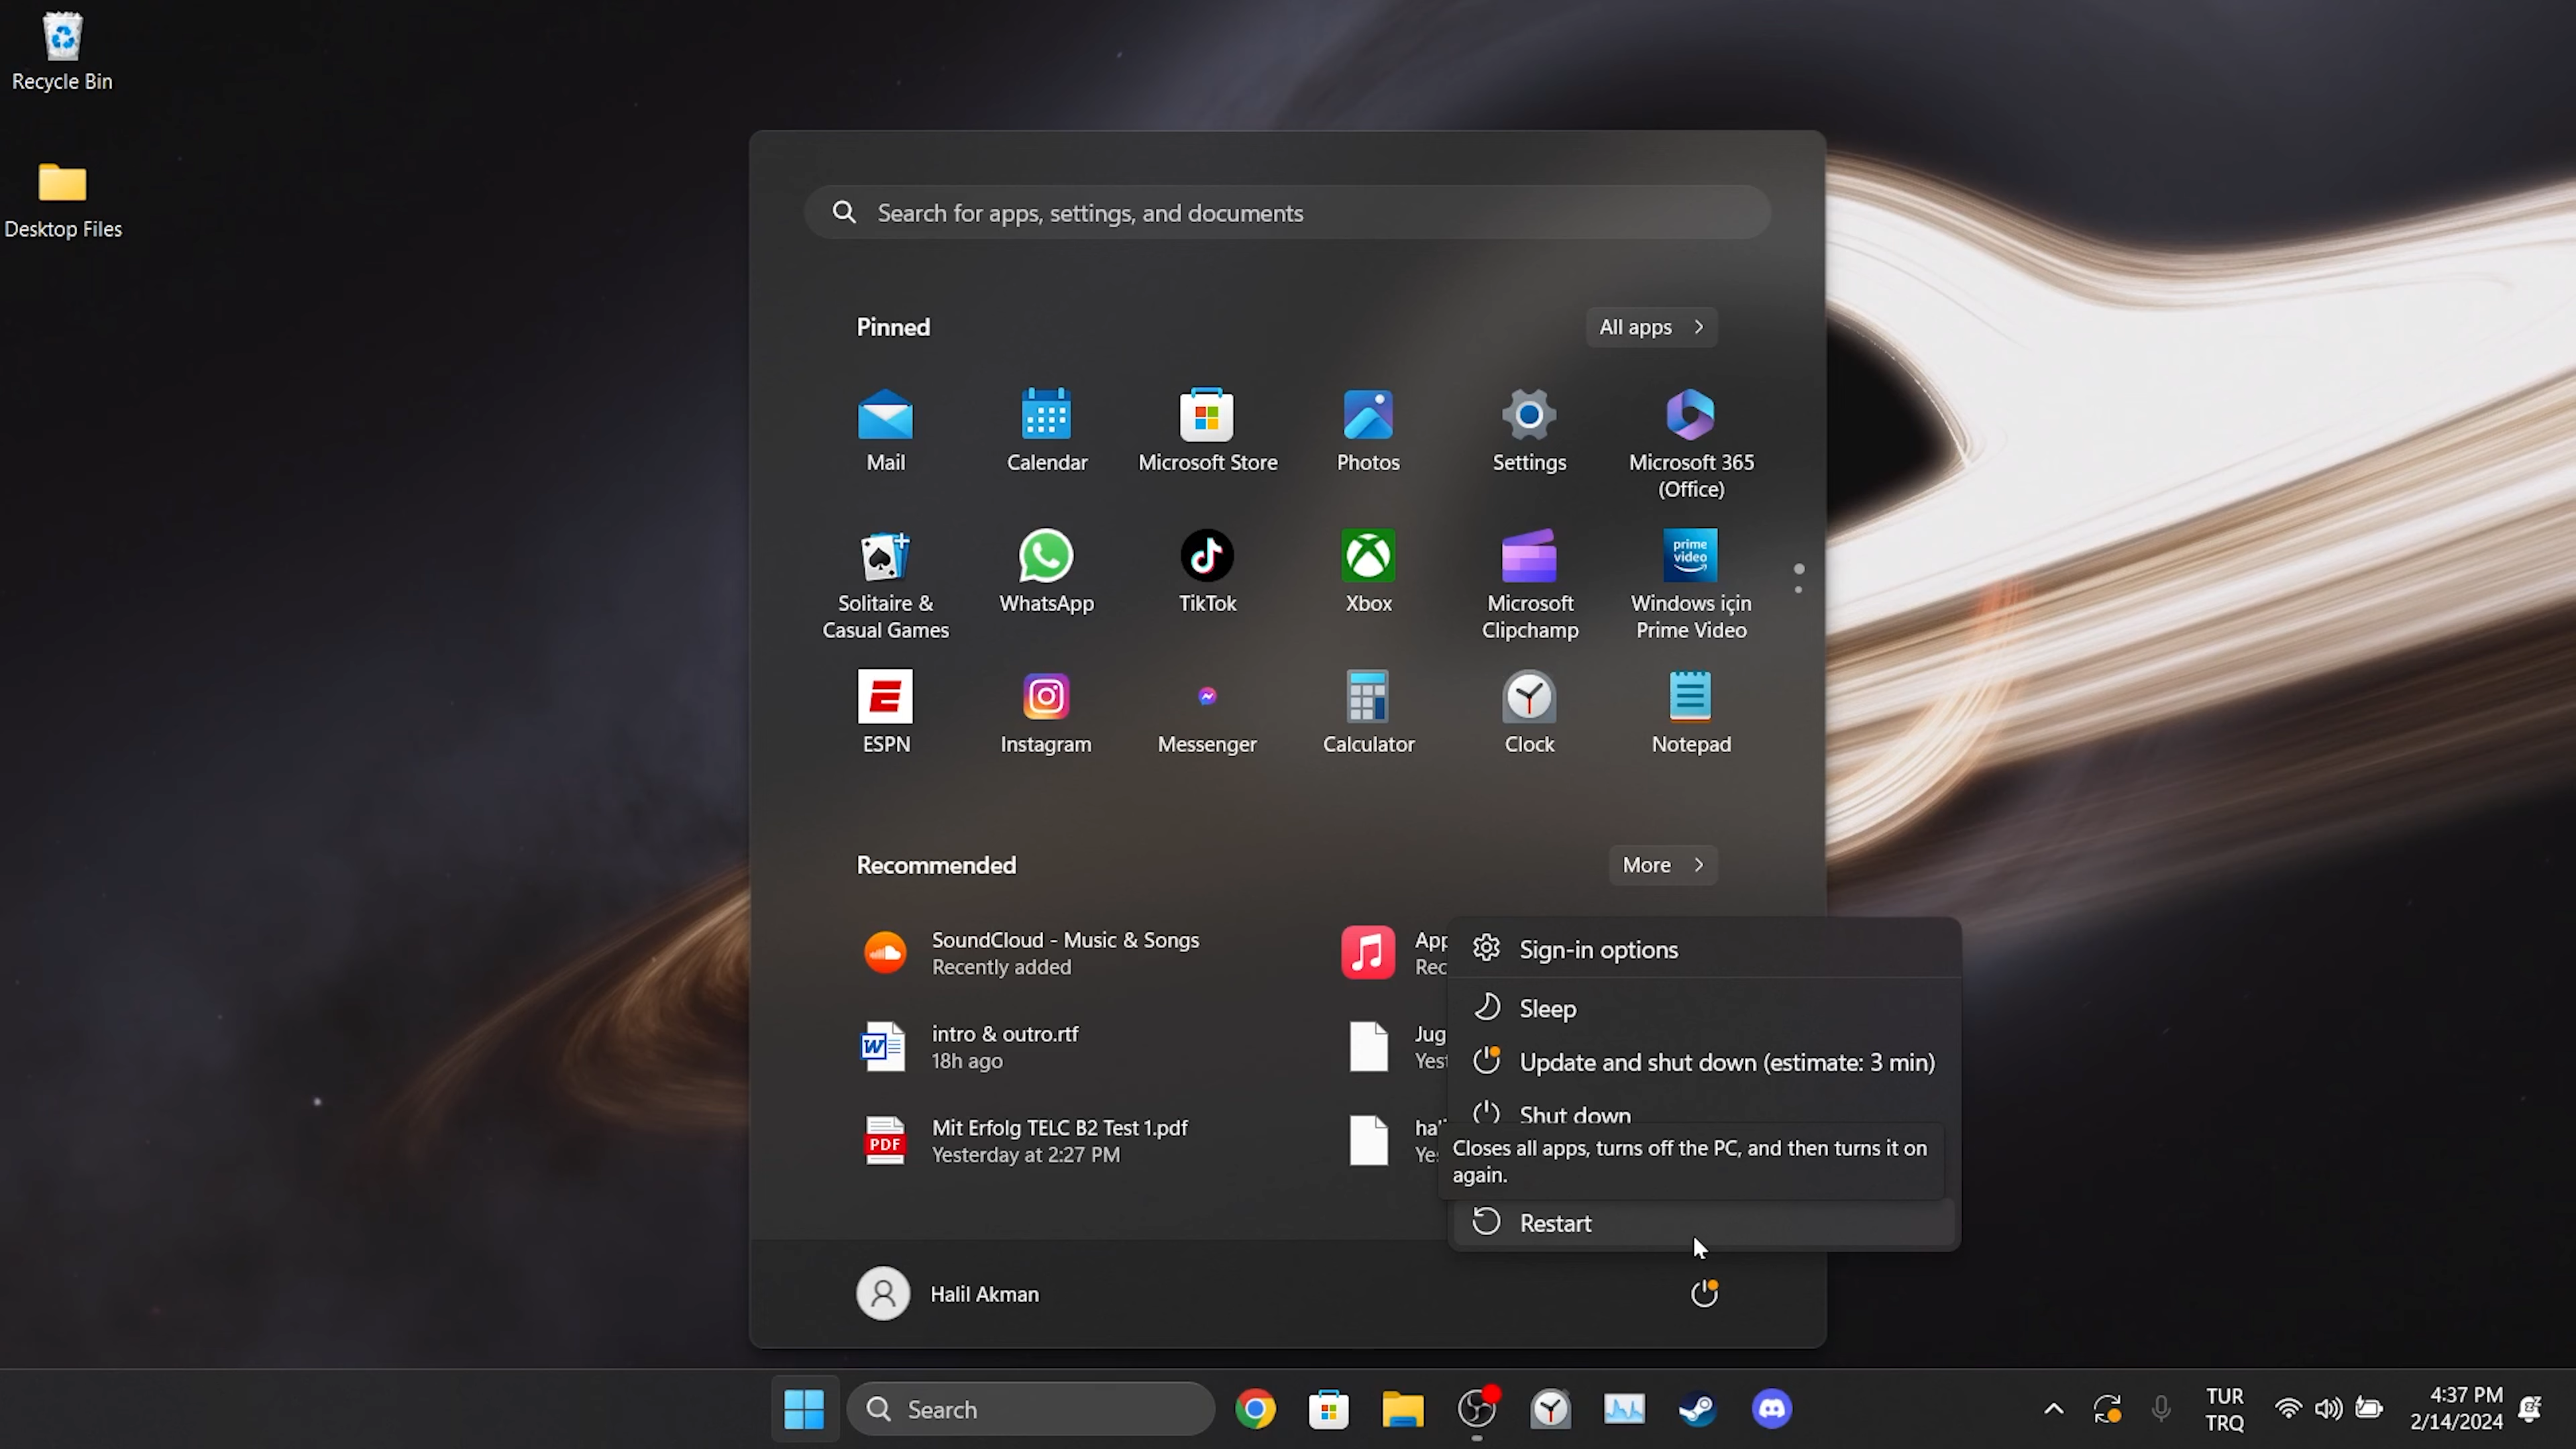 Recycle Bin
Desktop Files
Search for apps, settings, and documents
Pinned
All apps
Mail
Calendar
Microsoft Store
Photos
Settings
Microsoft 365
(Office)
Solitaire &
Casual Games
WhatsApp
TikTok
Xbox
Microsoft
Clipchamp
prime
video
Windows için
Prime Video
ESPN
Instagram
Messenger
Calculator
Clock
Notepad
Recommended
More
SoundCloud - Music & Songs
Recently added
App
Rec
intro & outro.rtf
18h ago
Jug
Yest
PDF
Mit Erfolg TELC B2 Test 1.pdf
Yesterday at 2:27 PM
Sign-in options
Sleep
Update and shut down (estimate: 3 min)
Shut down
Closes all apps, turns off the PC, and then turns it on
again.
Restart
Halil Akman
Search
TUR
TRQ
4:37 PM
2/14/2024